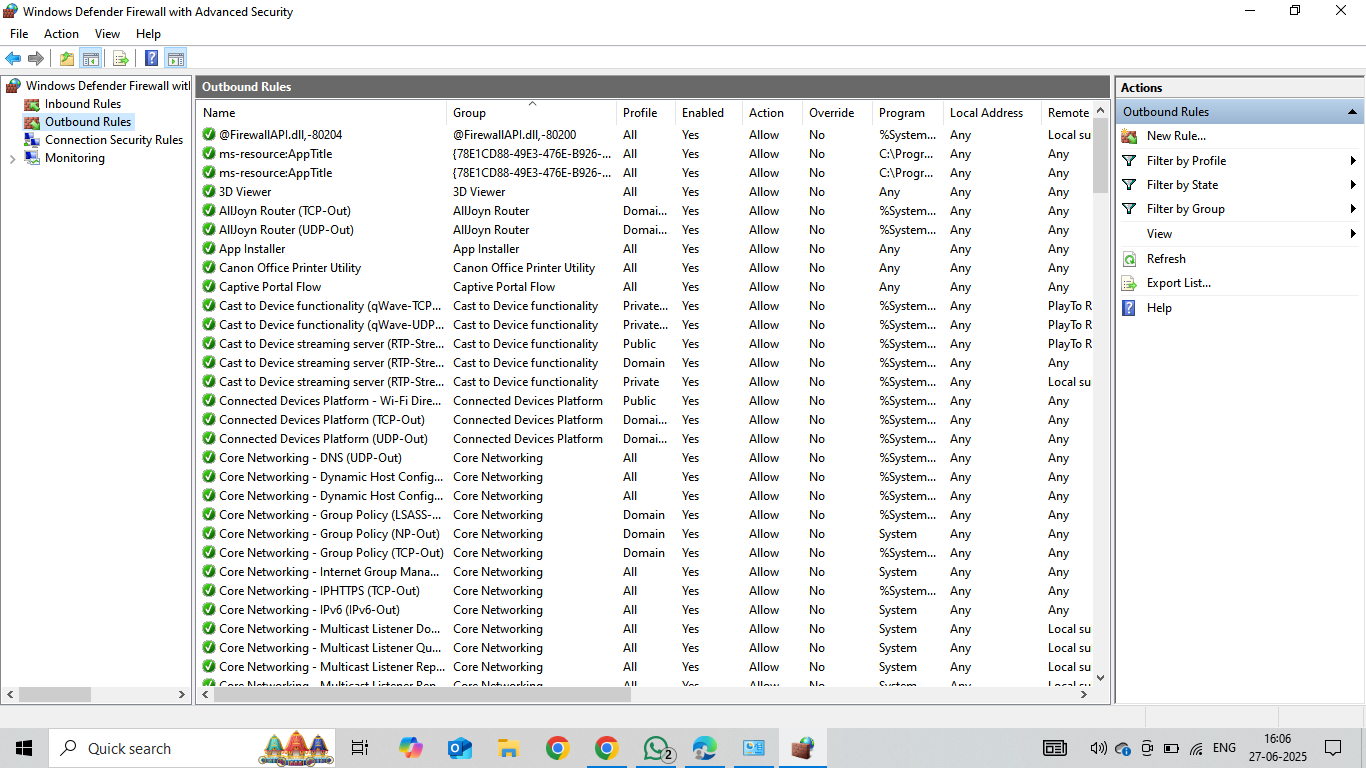 Windows Defender Firewall with Advanced Security
File Action View Help
Windows Defender Firewall wit
Inbound Rules
Outbound Rules
Connection Security Rules
Monitoring
Outbound Rules
Name Group Profile Enabled Action Override Program Local Address Remote
@FirewallAPI.dll,-80204 @FirewallAPI.dll,-80200 All Yes Allow No %System... Any Local su
ms-resource:AppTitle {78E1CD88-49E3-476E-B926-... All Yes Allow No C:\Progr... Any Any
ms-resource:AppTitle {78E1CD88-49E3-476E-B926-... All Yes Allow No C:\Progr... Any Any
3D Viewer 3D Viewer All Yes Allow No Any Any Any
AllJoyn Router (TCP-Out) AllJoyn Router Domai... Yes Allow No %System... Any Any
AllJoyn Router (UDP-Out) AllJoyn Router Domai... Yes Allow No %System... Any Any
App Installer App Installer All Yes Allow No Any Any Any
Canon Office Printer Utility Canon Office Printer Utility All Yes Allow No Any Any Any
Captive Portal Flow Captive Portal Flow All Yes Allow No Any Any Any
Cast to Device functionality (qWave-TCP... Cast to Device functionality Private... Yes Allow No %System... Any PlayTo R
Cast to Device functionality (qWave-UDP... Cast to Device functionality Private... Yes Allow No %System... Any PlayTo R
Cast to Device streaming server (RTP-Stre... Cast to Device functionality Public Yes Allow No %System... Any PlayTo R
Cast to Device streaming server (RTP-Stre... Cast to Device functionality Domain Yes Allow No %System... Any Any
Cast to Device streaming server (RTP-Stre... Cast to Device functionality Private Yes Allow No %System... Any Local su
Connected Devices Platform - Wi-Fi Dire... Connected Devices Platform Public Yes Allow No %System... Any Any
Connected Devices Platform (TCP-Out) Connected Devices Platform Domai... Yes Allow No %System... Any Any
Connected Devices Platform (UDP-Out) Connected Devices Platform Domai... Yes Allow No %System... Any Any
Core Networking - DNS (UDP-Out) Core Networking All Yes Allow No %System... Any Any
Core Networking - Dynamic Host Config... Core Networking All Yes Allow No %System... Any Any
Core Networking - Dynamic Host Config... Core Networking All Yes Allow No %System... Any Any
Core Networking - Group Policy (LSASS-... Core Networking Domain Yes Allow No %System... Any Any
Core Networking - Group Policy (NP-Out) Core Networking Domain Yes Allow No System Any Any
Core Networking - Group Policy (TCP-Out) Core Networking Domain Yes Allow No %System... Any Any
Core Networking - Internet Group Mana... Core Networking All Yes Allow No System Any Any
Core Networking - IPHTTPS (TCP-Out) Core Networking All Yes Allow No %System... Any Any
Core Networking - IPv6 (IPv6-Out) Core Networking All Yes Allow No System Any Any
Core Networking - Multicast Listener Do... Core Networking All Yes Allow No System Any Local su
Core Networking - Multicast Listener Qu... Core Networking All Yes Allow No System Any Local su
Core Networking - Multicast Listener Rep... Core Networking All Yes Allow No System Any Local su
Core Networking - Multicast Listener Rep... Core Networking All Yes Allow No System Any Local su
Actions
Outbound Rules
New Rule...
Filter by Profile
Filter by State
Filter by Group
View
Refresh
Export List...
Help
Quick search
2
ENG
16:06
27-06-2025